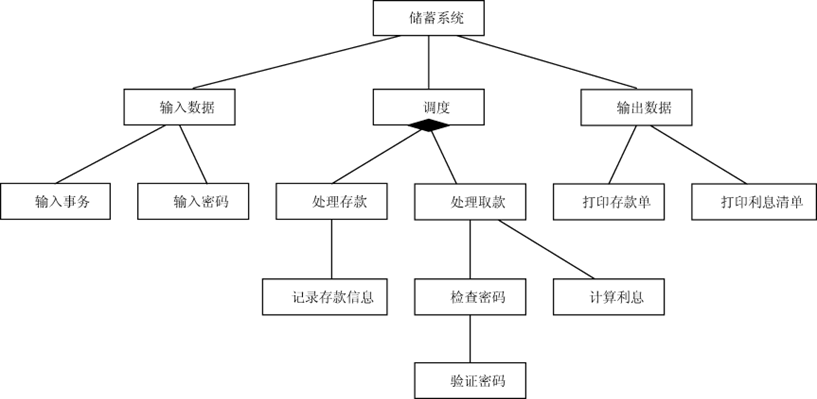 储蓄系统
输入数据
调度
输出数据
输入事务
输入密码
处理存款
处理取款
打印存款单
打印利息清单
记录存款信息
检查密码
计算利息
验证密码